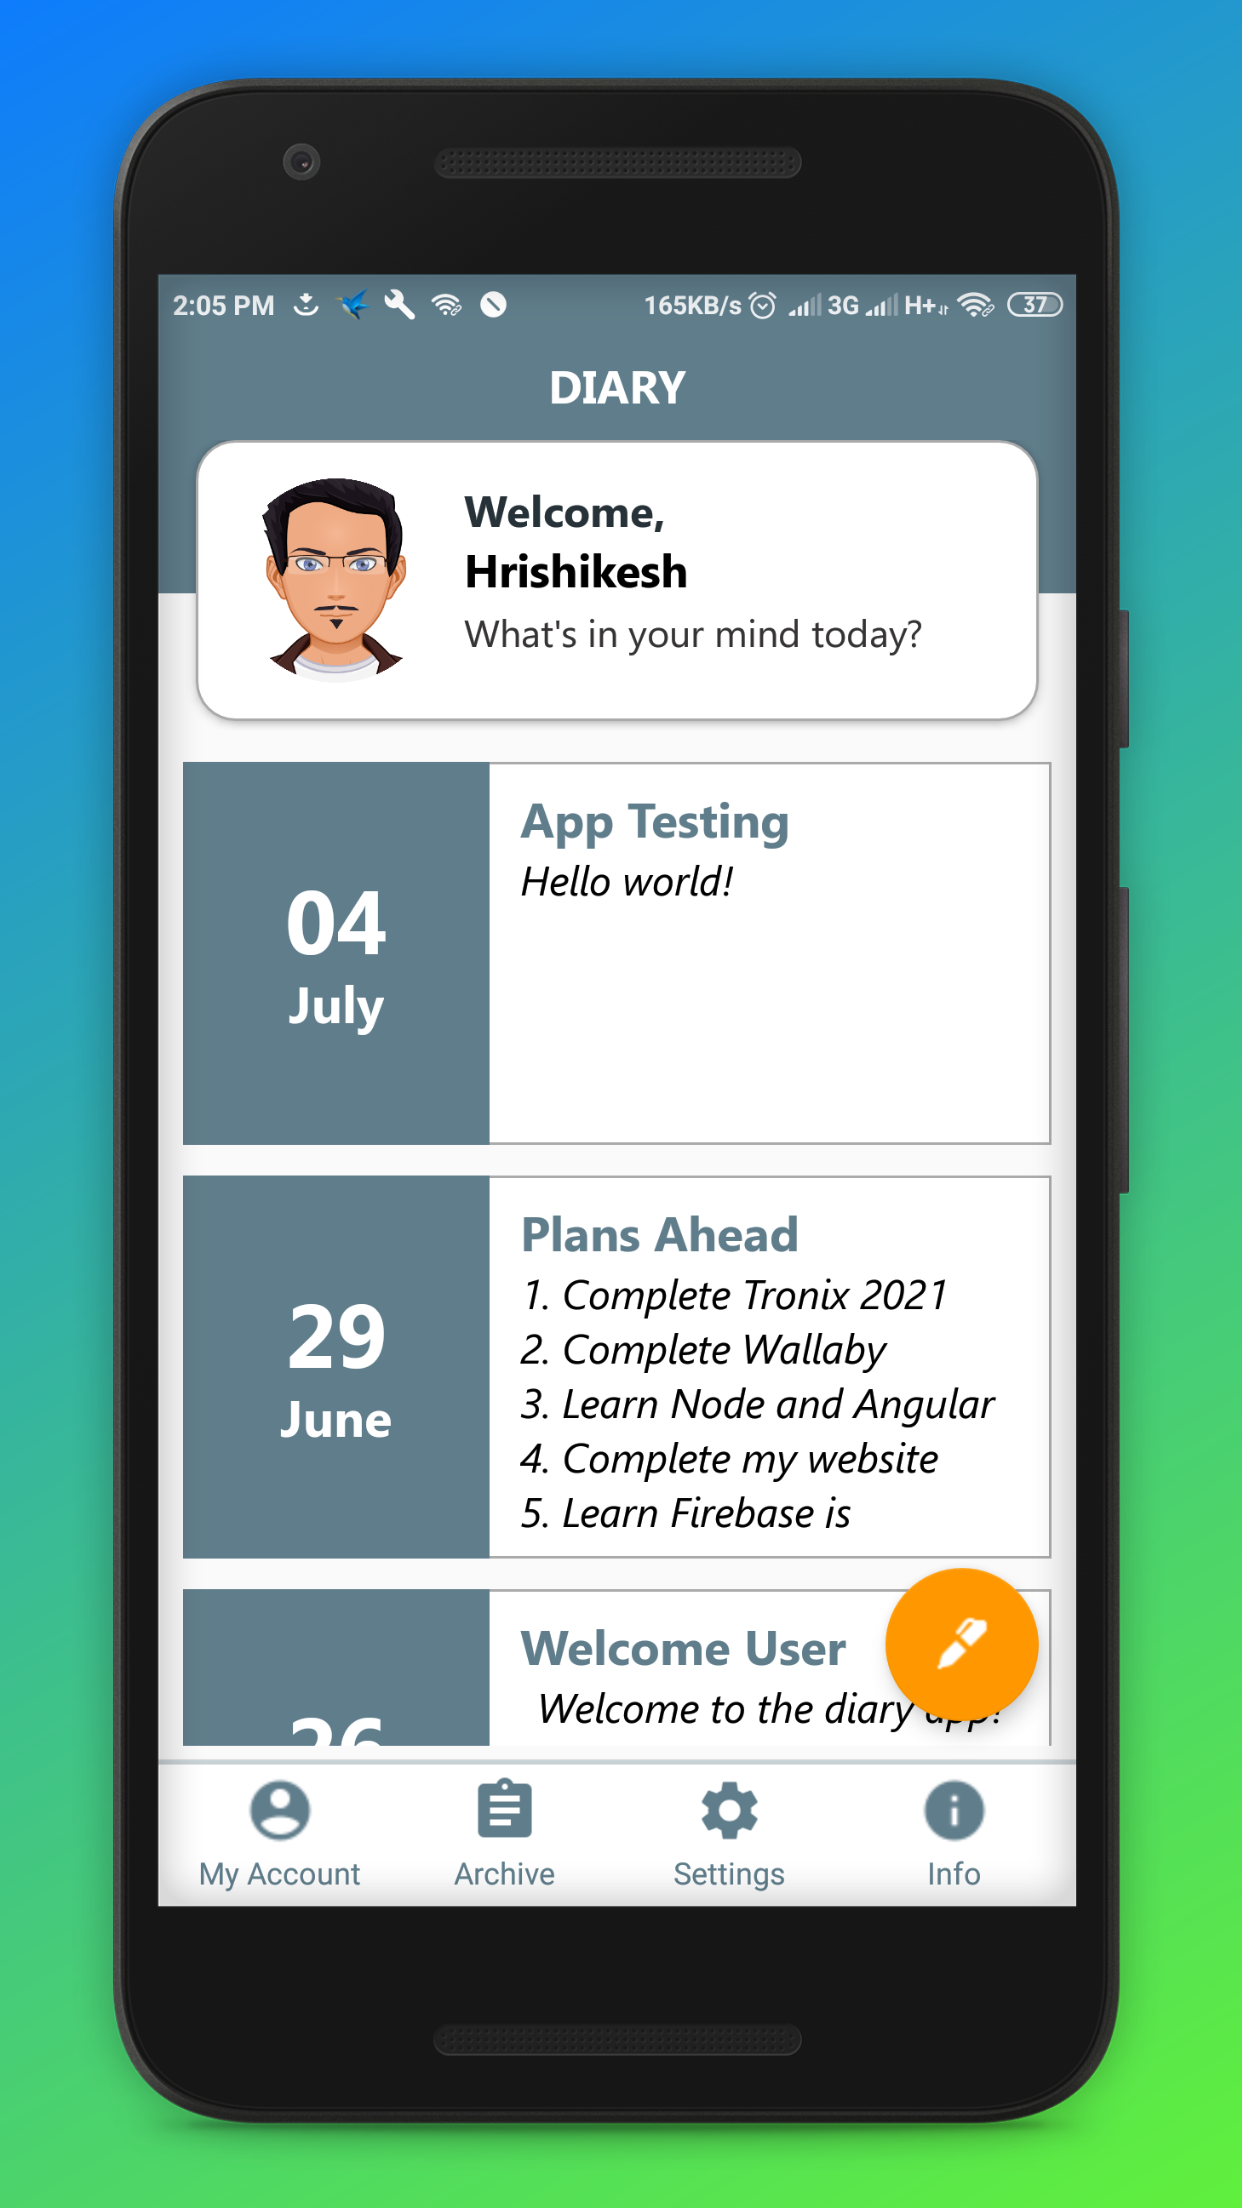 2:05 PM 165KB/s 3G H+ 37
DIARY
Welcome,
Hrishikesh
What's in your mind today?
04
July
App Testing
Hello world!
29
June
Plans Ahead
1. Complete Tronix 2021
2. Complete Wallaby
3. Learn Node and Angular
4. Complete my website
5. Learn Firebase is
26
Welcome User
Welcome to the diary app!
My Account Archive Settings Info